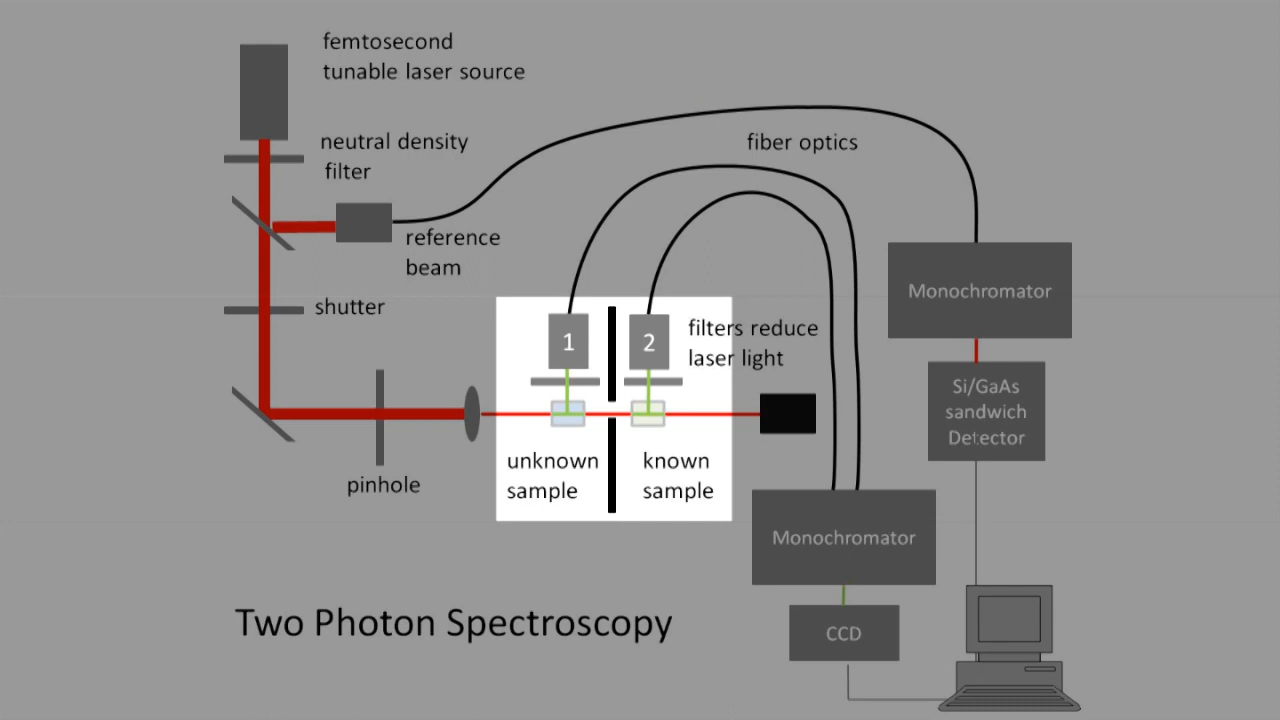 femtosecond
tunable laser source
neutral density
filter
fiber optics
reference
beam
shutter
Monochromator
1
2
filters reduce
laser light
Si/GaAs
sandwich
Detector
unknown
sample
known
sample
pinhole
Monochromator
Two Photon Spectroscopy
CCD